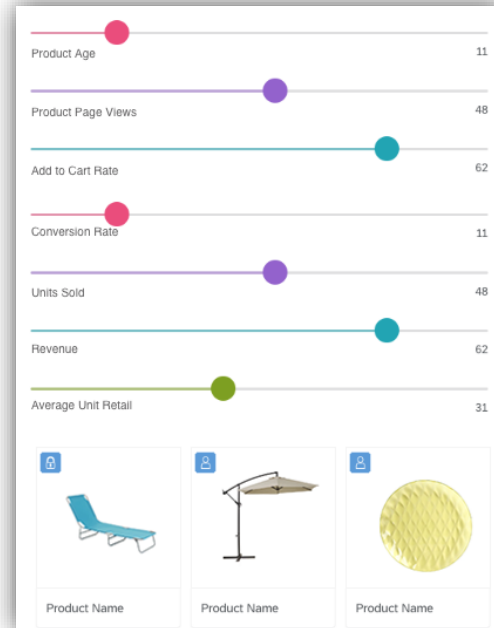 Product Age 11
Product Page Views 48
Add to Cart Rate 62
Conversion Rate 11
Units Sold 48
Revenue 62
Average Unit Retail 31
Product Name Product Name Product Name